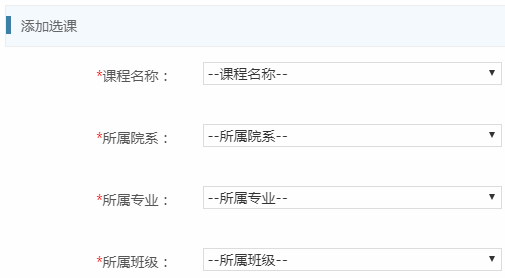 添加选课
*课程名称： --课程名称--
*所属院系： --所属院系--
*所属专业： --所属专业--
*所属班级： --所属班级--